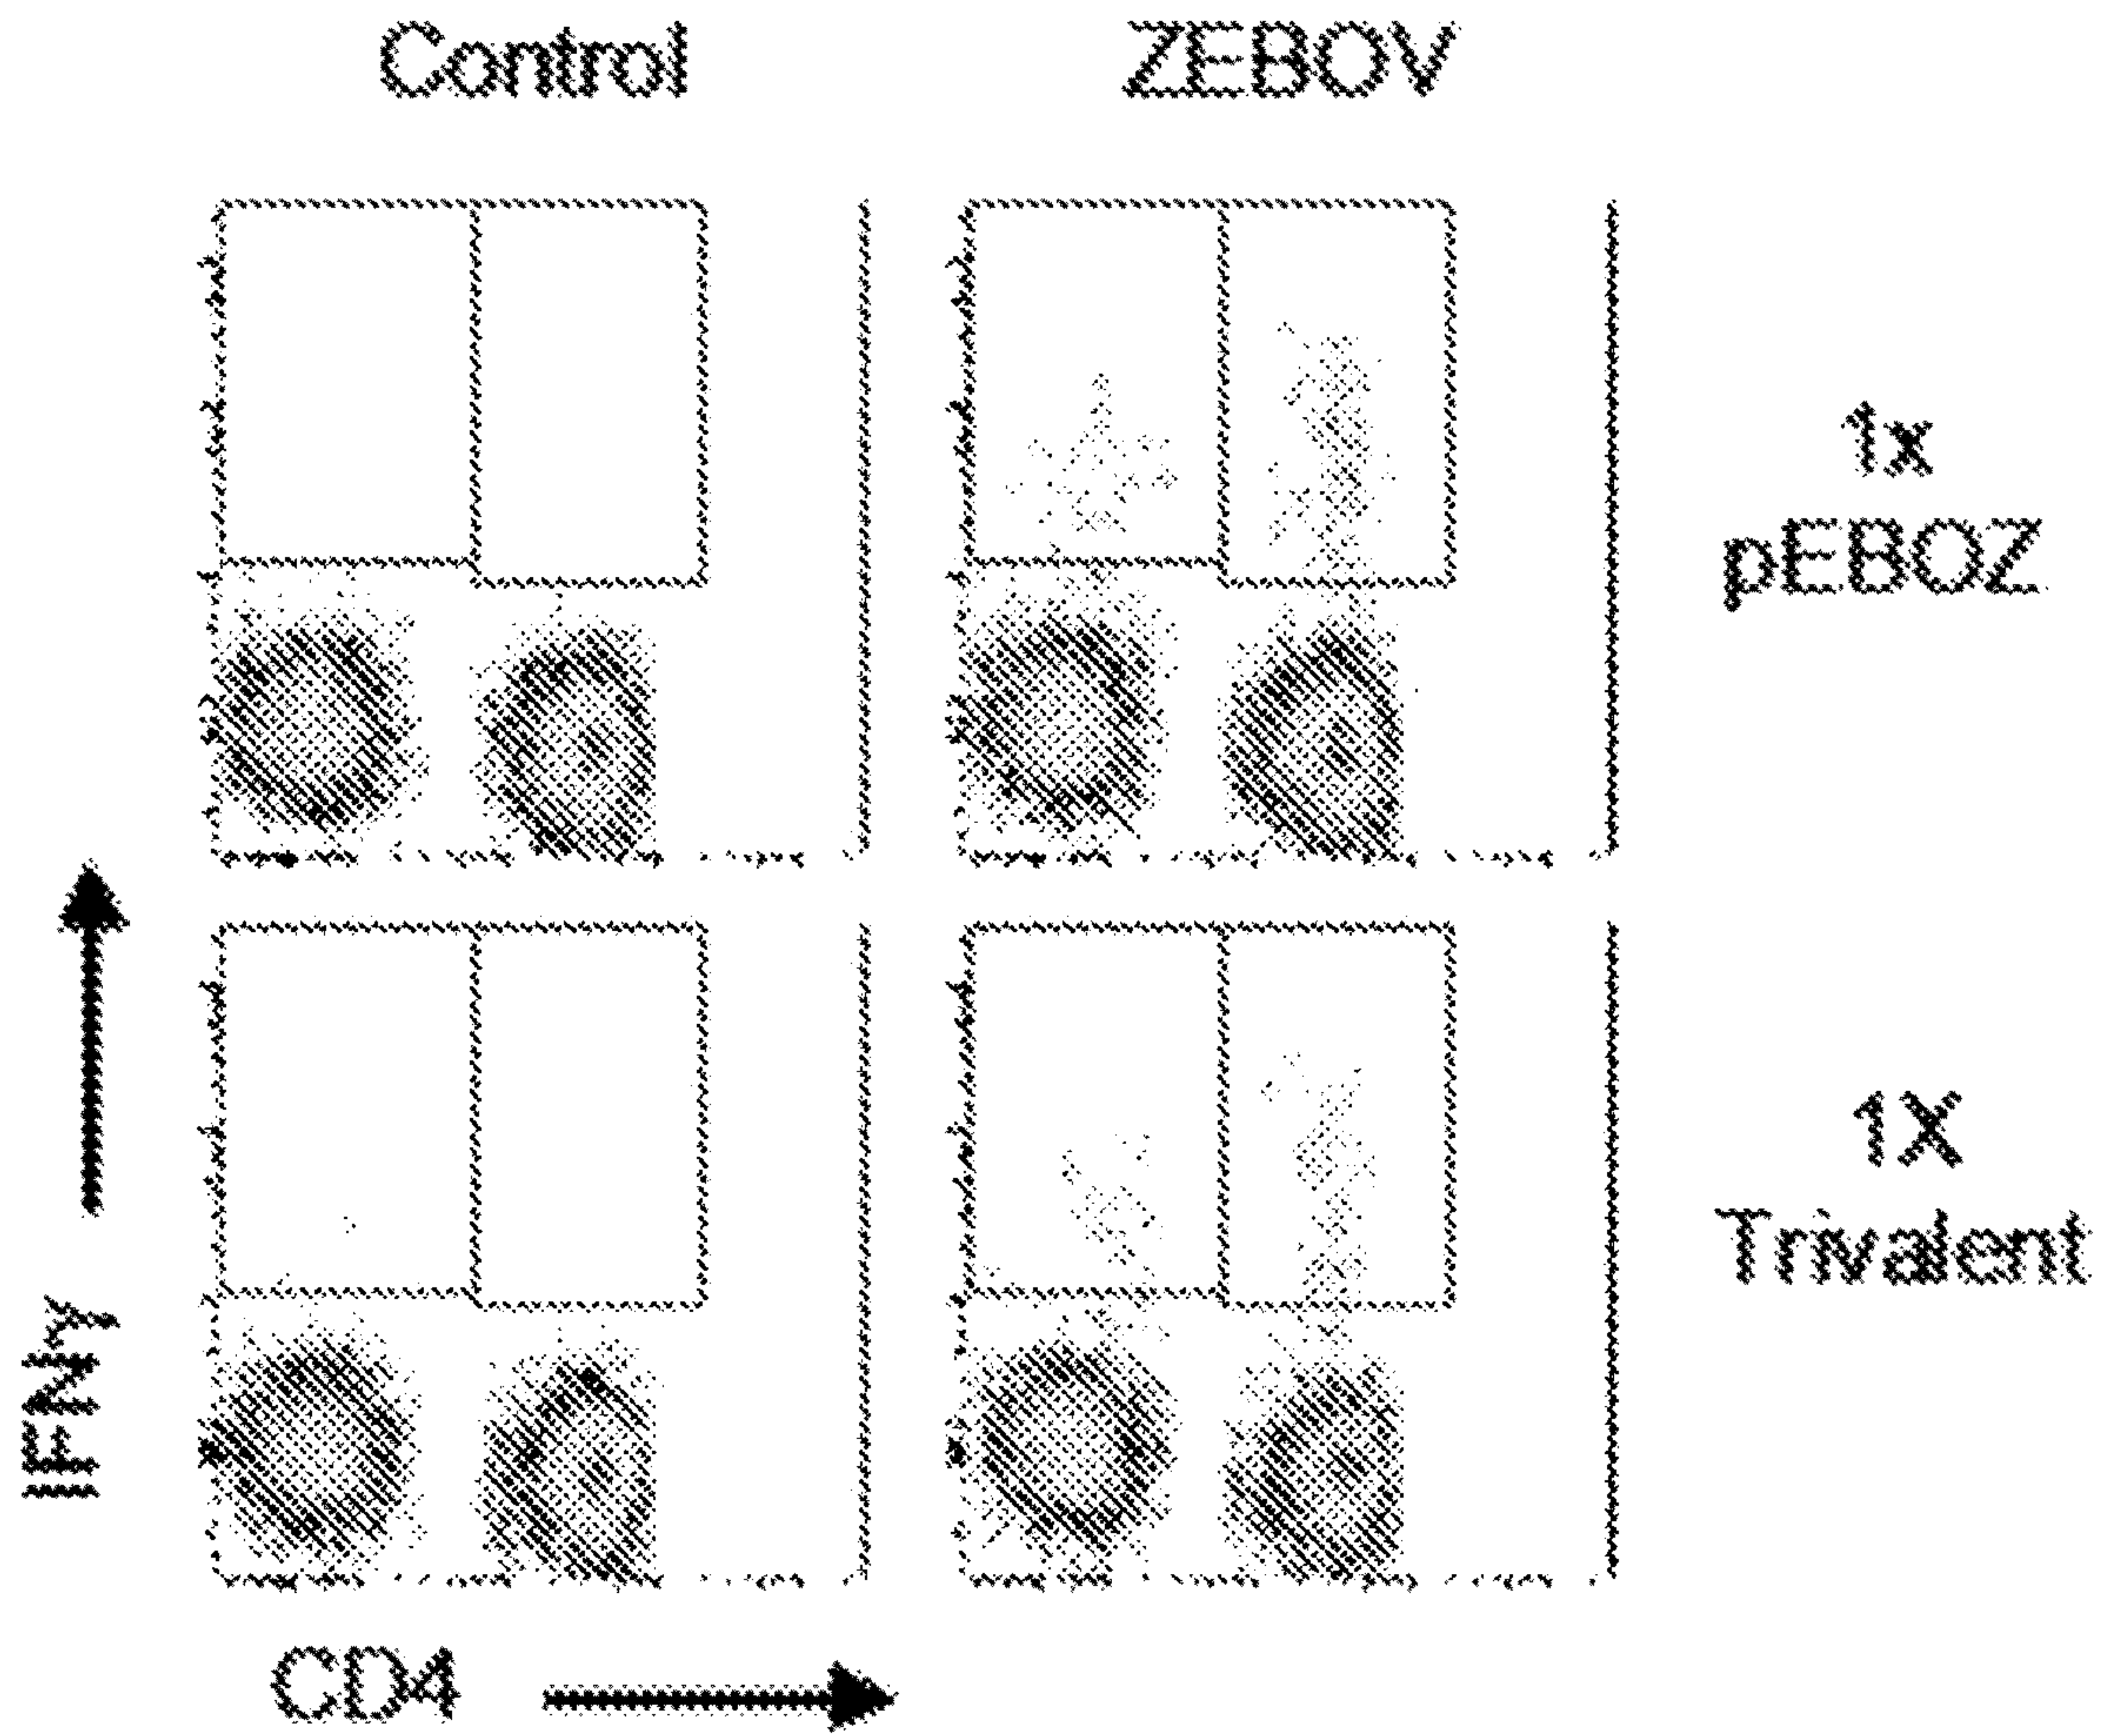 Control ZEBOV
1x
pEBOZ
1X
Trivalent
IFNγ
CD4